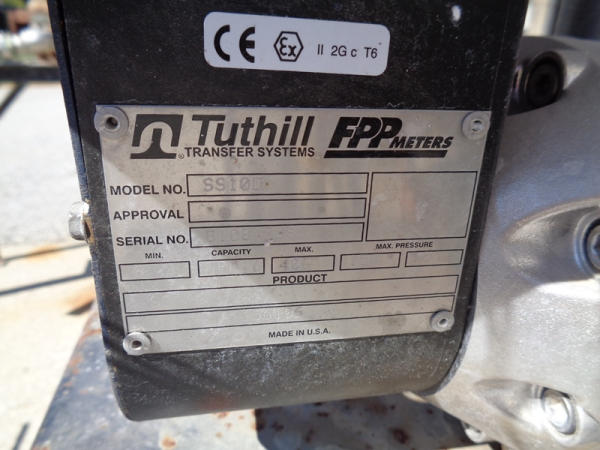 CE Ex II 2G c T6
Tuthill FPP METERS
® TRANSFER SYSTEMS
MODEL NO.
APPROVAL
SERIAL NO.
MIN. CAPACITY MAX. MAX. PRESSURE
PRODUCT
MADE IN U.S.A.